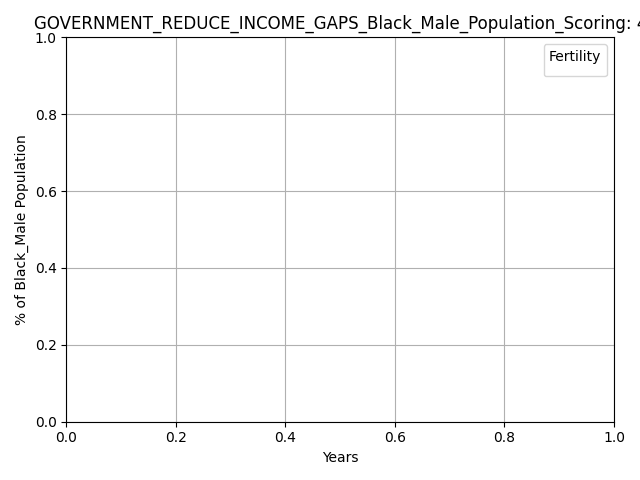 GOVERNMENT_REDUCE_INCOME_GAPS_Black_Male_Population_Scoring: 4
Fertility
1.0
0.8
0.6
0.4
0.2
0.0
% of Black_Male Population
0.0 0.2 0.4 0.6 0.8 1.0
Years